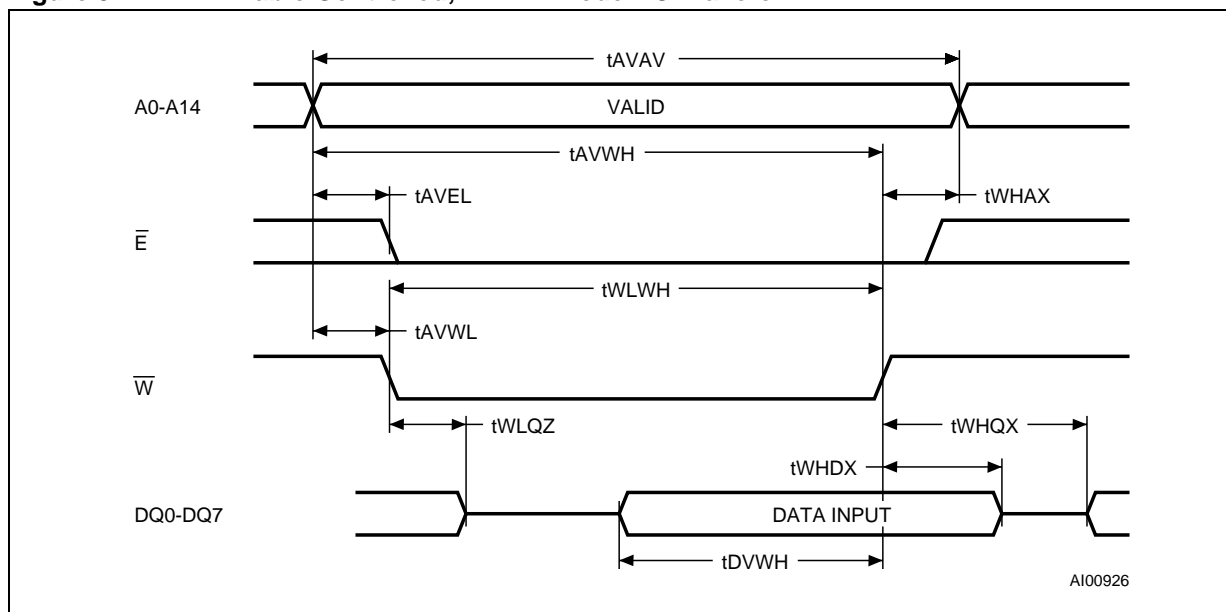 tAVAV
A0-A14
VALID
tAVWH
tAVEL
tWHAX
E
tWLWH
tAVWL
W
tWLQZ
tWHQX
tWHDX
DQ0-DQ7
DATA INPUT
tDVWH
AI00926